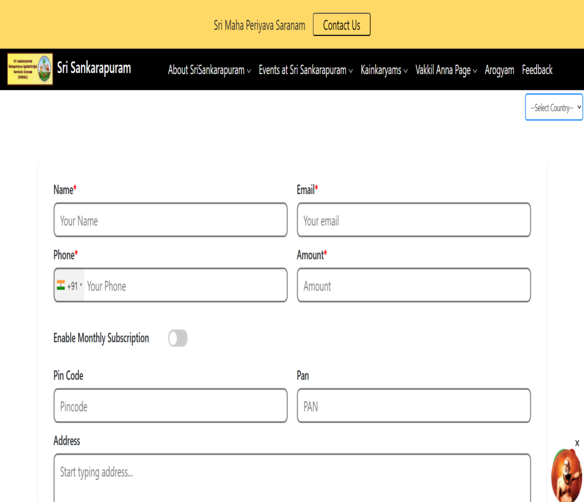 Sri Maha Periyava Saranam Contact Us
Sri Sankarapuram About SriSankarapuram Events at Sri Sankarapuram Kainkaryams Vakkil Anna Page Arogyam Feedback
--Select Country--
Name* Email*
Your Name Your email
Phone* Amount*
+91 Your Phone Amount
Enable Monthly Subscription
Pin Code Pan
Pincode PAN
Address
x
Start typing address...